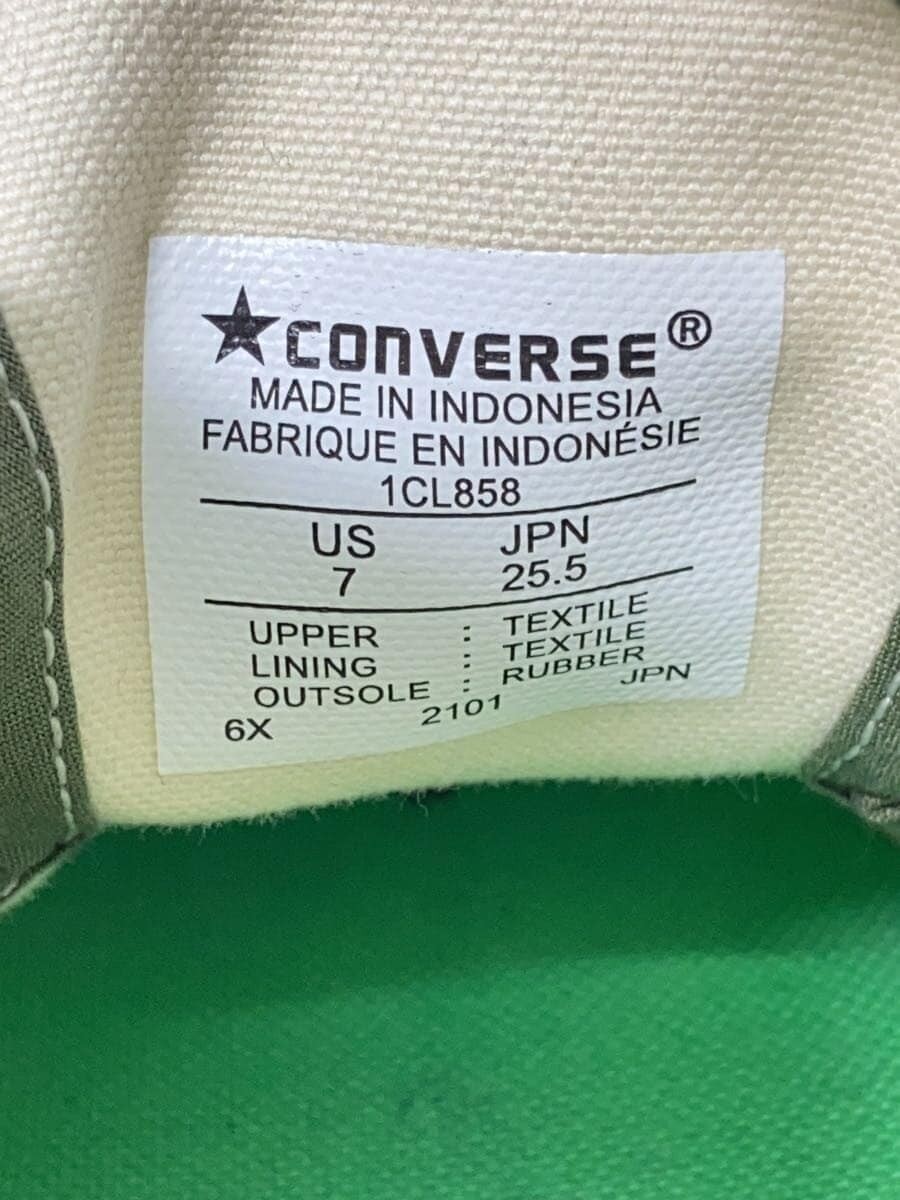 ★CONVERSE®
MADE IN INDONESIA
FABRIQUE EN INDONÉSIE
1CL858
US JPN
7 25.5
UPPER : TEXTILE
LINING : TEXTILE
OUTSOLE : RUBBER
6X 2101 JPN